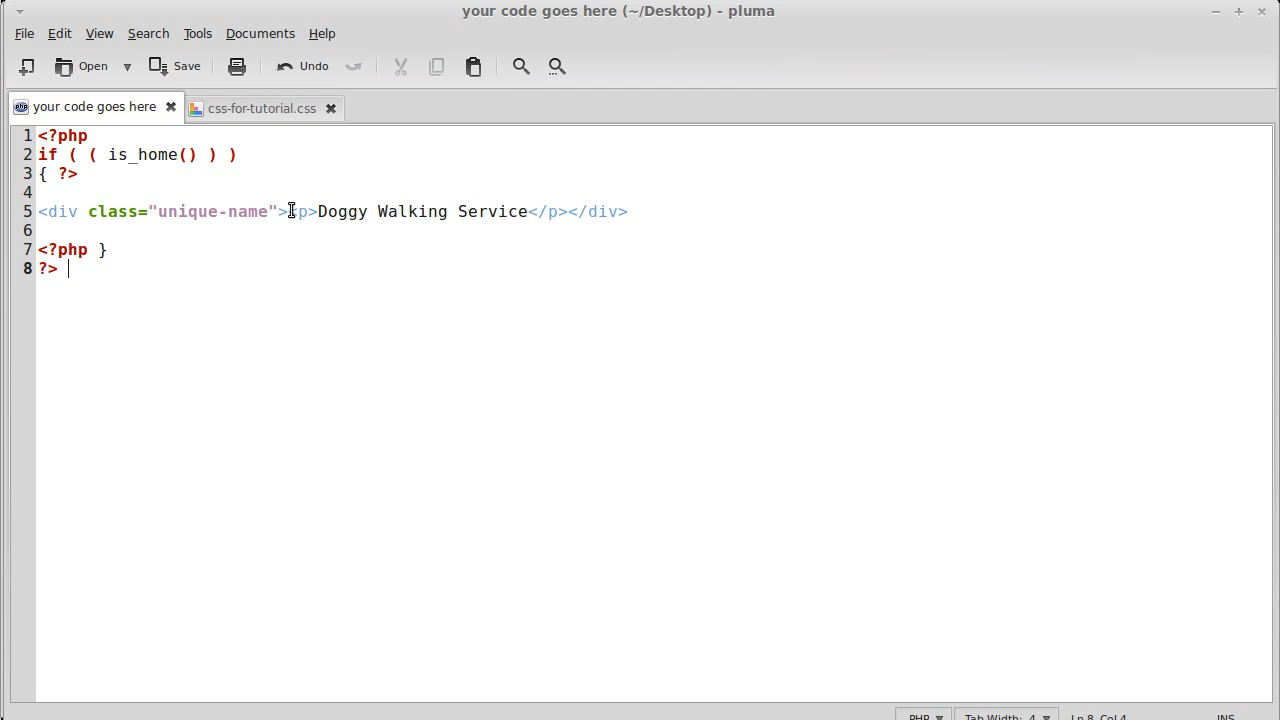 your code goes here (~/Desktop) - pluma
File Edit View Search Tools Documents Help
Open Save Undo
your code goes here css-for-tutorial.css
1 <?php
2 if ( ( is_home() ) )
3 { ?>
4
5 <div class="unique-name"><p>Doggy Walking Service</p></div>
6
7 <?php }
8 ?>
PHP Tab Width: 4 Ln 8, Col 4 INS